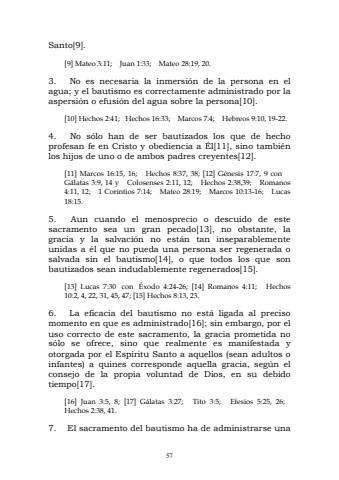 Santo[9].
[9] Mateo 3:11; Juan 1:33; Mateo 28:19, 20.
3. No es necesaria la inmersión de la persona en el
agua; y el bautismo es correctamente administrado por la
aspersión o efusión del agua sobre la persona[10].
[10] Hechos 2:41; Hechos 16:33; Marcos 7:4; Hebreos 9:10, 19-22.
4. No sólo han de ser bautizados los que de hecho
profesan fe en Cristo y obediencia a Él[11], sino también
los hijos de uno o de ambos padres creyentes[12].
[11] Marcos 16:15, 16; Hechos 8:37, 38; [12] Génesis 17:7, 9 con
Gálatas 3:9, 14 y Colosenses 2:11, 12; Hechos 2:38,39; Romanos
4:11, 12; 1 Corintios 7:14; Mateo 28:19; Marcos 10:13-16; Lucas
18:15.
5. Aun cuando el menosprecio o descuido de este
sacramento sea un gran pecado[13], no obstante, la
gracia y la salvación no están tan inseparablemente
unidas a él que no pueda una persona ser regenerada o
salvada sin el bautismo[14], o que todos los que son
bautizados sean indudablemente regenerados[15].
[13] Lucas 7:30 con Éxodo 4:24-26; [14] Romanos 4:11; Hechos
10:2, 4, 22, 31, 45, 47; [15] Hechos 8:13, 23.
6. La eficacia del bautismo no está ligada al preciso
momento en que es administrado[16]; sin embargo, por el
uso correcto de este sacramento, la gracia prometida no
sólo se ofrece, sino que realmente es manifestada y
otorgada por el Espíritu Santo a aquellos (sean adultos o
infantes) a quines corresponde aquella gracia, según el
consejo de la propia voluntad de Dios, en su debido
tiempo[17].
[16] Juan 3:5, 8; [17] Gálatas 3:27; Tito 3:5; Efesios 5:25, 26;
Hechos 2:38, 41.
7. El sacramento del bautismo ha de administrarse una
57